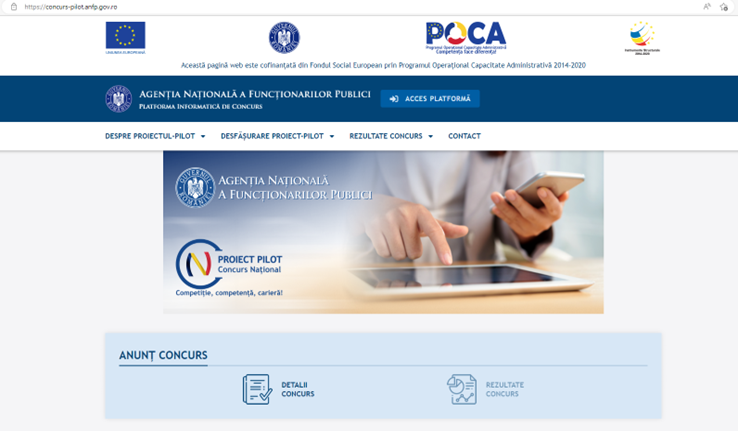 https://concurs-pilot.anfp.gov.ro
UNIUNEA EUROPEANĂ
POCA
Programul Operațional Capacitate Administrativă
Competența face diferența!
Instrumente Structurale
2014-2020
Această pagină web este cofinanțată din Fondul Social European prin Programul Operațional Capacitate Administrativă 2014-2020
AGENȚIA NAȚIONALĂ A FUNCȚIONARILOR PUBLICI
PLATFORMA INFORMATICĂ DE CONCURS
ACCES PLATFORMĂ
DESPRE PROIECTUL-PILOT
DESFĂȘURARE PROIECT-PILOT
REZULTATE CONCURS
CONTACT
GUVERNUL ROMÂNIEI
AGENȚIA NAȚIONALĂ
A FUNCȚIONARILOR PUBLICI
PROIECT PILOT
Concurs Național
Competiție, competență, carieră!
ANUNȚ CONCURS
DETALII
CONCURS
REZULTATE
CONCURS